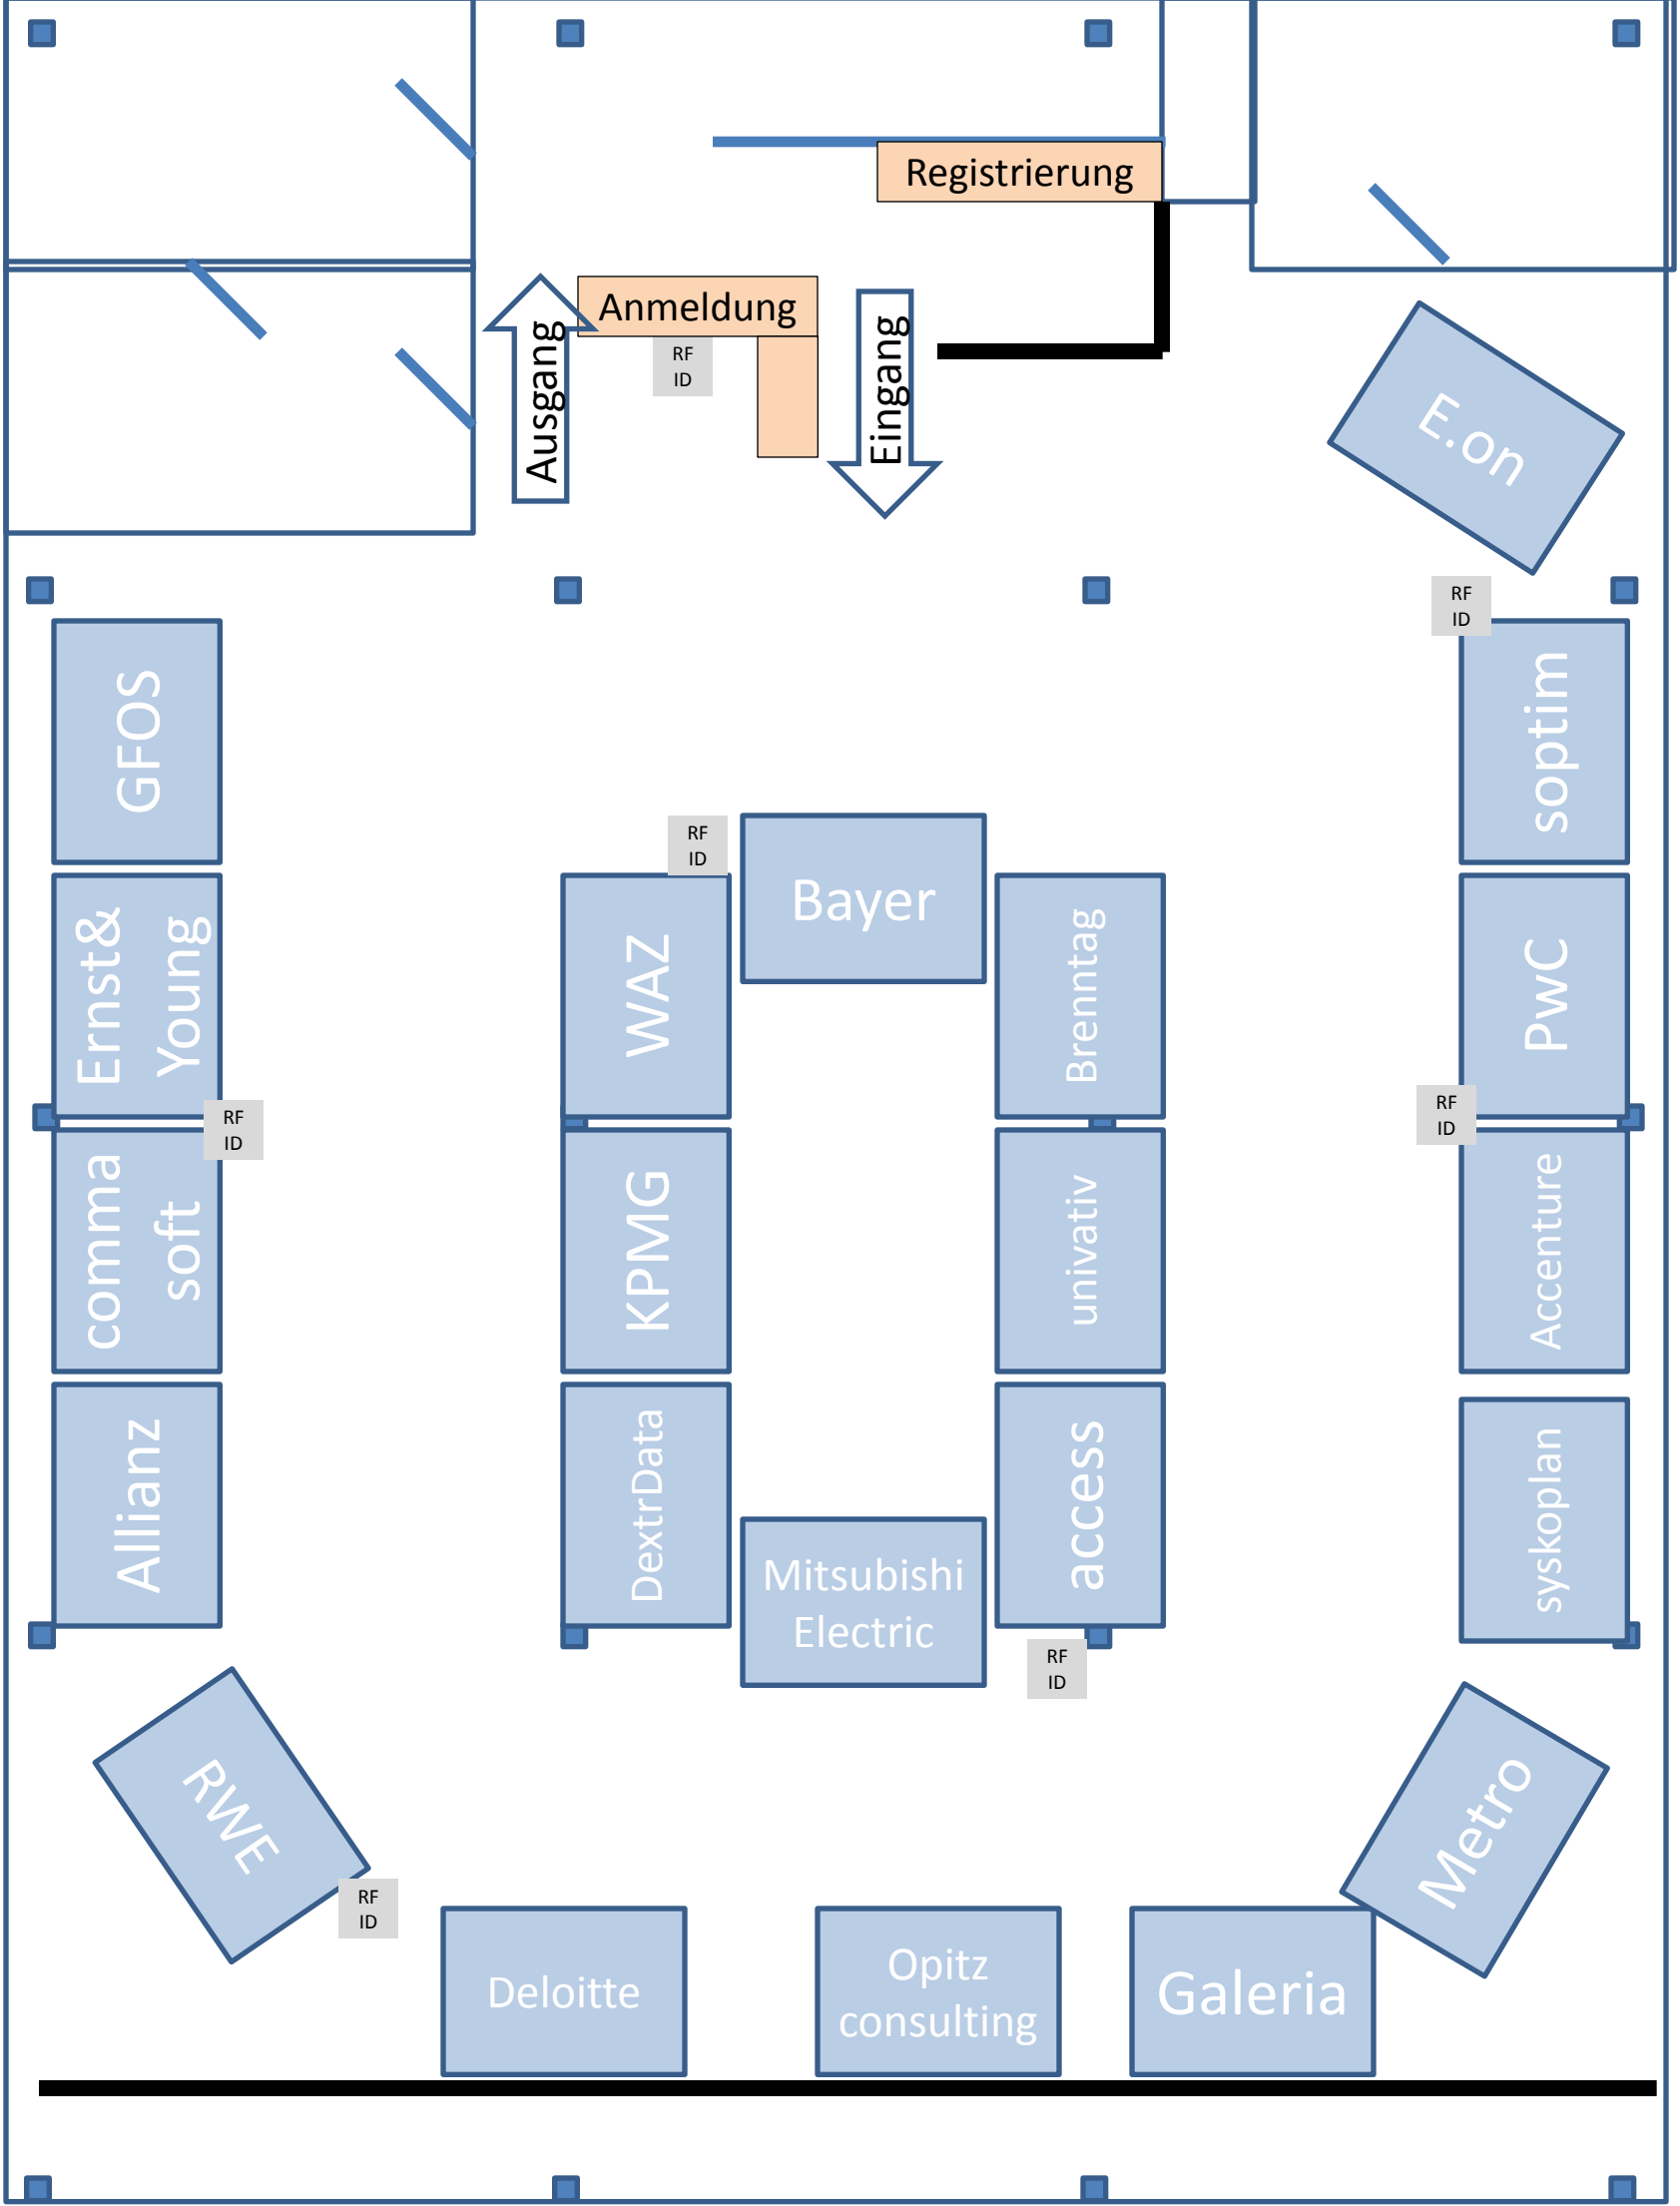 Registrierung
Anmeldung
Ausgang
RF
ID
Eingang
E.on
RF
ID
GFOS
soptim
RF
ID
Bayer
Ernst&
Young
WAZ
Brenntag
PwC
RF
ID
RF
ID
comma
soft
KPMG
univativ
Accenture
Allianz
DextrData
Mitsubishi
Electric
access
syskoplan
RF
ID
RWE
Metro
RF
ID
Deloitte
Opitz
consulting
Galeria